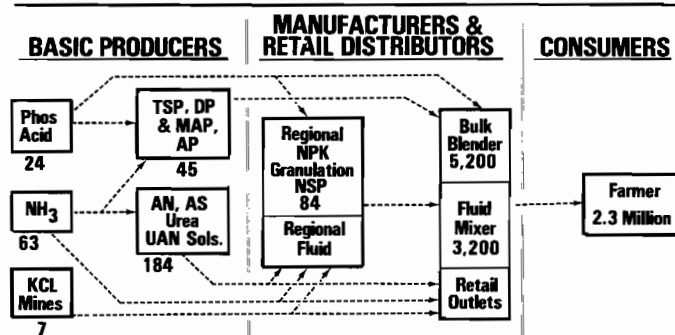 BASIC PRODUCERS
MANUFACTURERS &
RETAIL DISTRIBUTORS
CONSUMERS
Phos
Acid
24
TSP, DP
& MAP,
AP
45
NH3
63
AN, AS
Urea
UAN Sols.
184
KCL
Mines
7
Regional
NPK
Granulation
NSP
84
Regional
Fluid
Bulk
Blender
5,200
Fluid
Mixer
3,200
Retail
Outlets
Farmer
2.3 Million